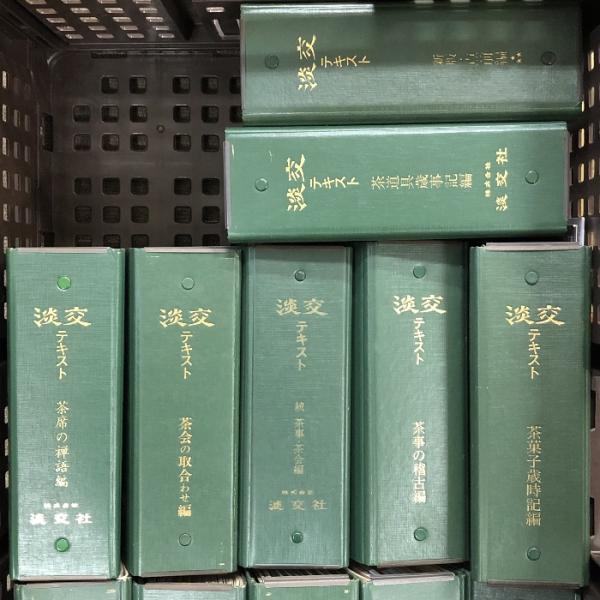 淡交
テキスト
淡交
テキスト
茶道具歳事記編
株式会社
淡交社
淡交
テキスト
茶席の禅語編
株式会社
淡交社
淡交
テキスト
茶会の取合わせ編
淡交
テキスト
続 茶事・茶会編
株式会社
淡交社
淡交
テキスト
茶事の稽古編
淡交
テキスト
茶菓子歳時記編